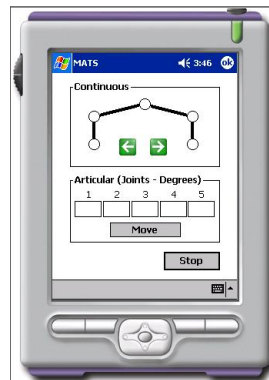 MATS 3:46 ok
Continuous
Articular (Joints - Degrees)
1 2 3 4 5
Move
Stop